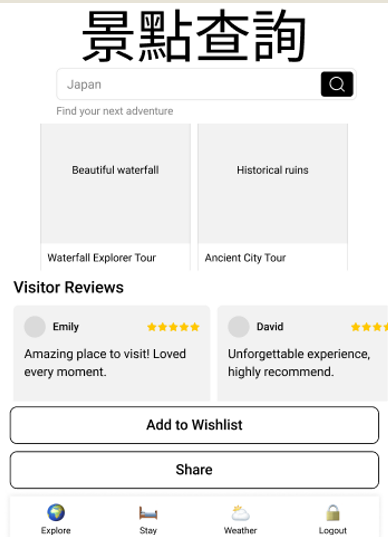 景點查詢
Japan
Find your next adventure
Beautiful waterfall
Historical ruins
Waterfall Explorer Tour
Ancient City Tour
Visitor Reviews
Emily
Amazing place to visit! Loved
every moment.
David
Unforgettable experience,
highly recommend.
Add to Wishlist
Share
Explore
Stay
Weather
Logout